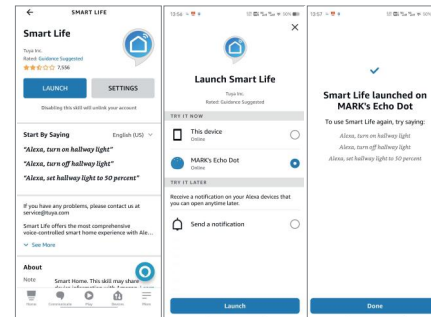 SMART LIFE
Smart Life
Tuya Inc.
Rated: Guidance Suggested
7,556
LAUNCH
SETTINGS
Disabling this skill will unlink your account
Start By Saying
English (US)
"Alexa, turn on hallway light"
"Alexa, turn off hallway light"
"Alexa, set hallway light to 50 percent"
If you have any problems, please contact us at
service@tuya.com
Smart Life offers the most comprehensive
voice-controlled smart home experience with Ale...
See More
About
Note
Smart Home. This skill may share
Home
Communicate
Play
Devices
More
13:56
Launch Smart Life
Tuya Inc.
Rated: Guidance Suggested
TRY IT NOW
This device
Online
MARK's Echo Dot
Online
TRY IT LATER
Receive a notification on your Alexa devices that
you can open anytime later.
Send a notification
Launch
13:57
Smart Life launched on
MARK's Echo Dot
To use Smart Life again, try saying:
Alexa, turn on hallway light
Alexa, turn off hallway light
Alexa, set hallway light to 50 percent
Done